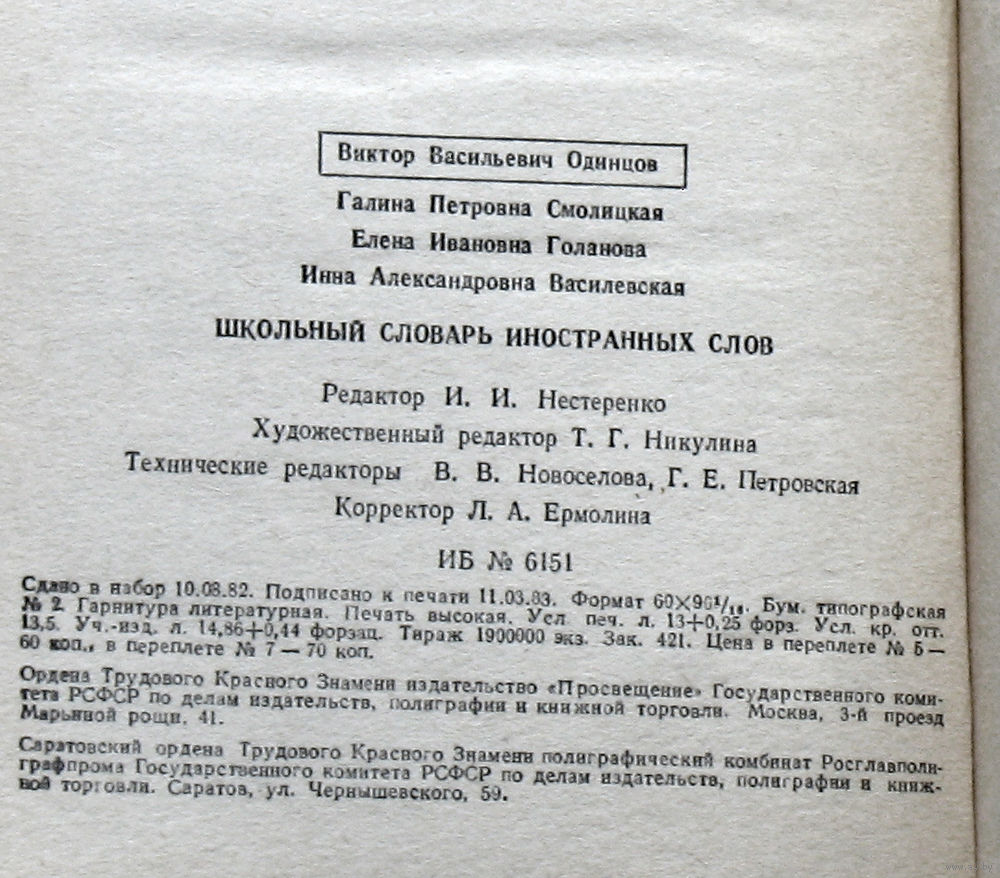 Виктор Васильевич Одинцов
Галина Петровна Смолицкая
Елена Ивановна Голанова
Инна Александровна Василевская
ШКОЛЬНЫЙ СЛОВАРЬ ИНОСТРАННЫХ СЛОВ
Редактор И. И. Нестеренко
Художественный редактор Т. Г. Никулина
Технические редакторы В. В. Новоселова, Г. Е. Петровская
Корректор Л. А. Ермолина
ИБ № 6151
Сдано в набор 10.08.82. Подписано к печати 11.03.83. Формат 60×90¹/₁₆. Бум. типографская
№ 2. Гарнитура литературная. Печать высокая. Усл. печ. л. 13+0,25 форз. Усл. кр. отт.
13,5. Уч.-изд. л. 14,86+0,44 форзац. Тираж 1900000 экз. Зак. 421. Цена в переплете № 5—
60 коп., в переплете № 7—70 коп.
Ордена Трудового Красного Знамени издательство «Просвещение» Государственного коми-
тета РСФСР по делам издательств, полиграфии и книжной торговли. Москва, 3-й проезд
Марьиной рощи, 41.
Саратовский ордена Трудового Красного Знамени полиграфический комбинат Росглавполи-
графпрома Государственного комитета РСФСР по делам издательств, полиграфии и книж-
ной торговли. Саратов, ул. Чернышевского, 59.